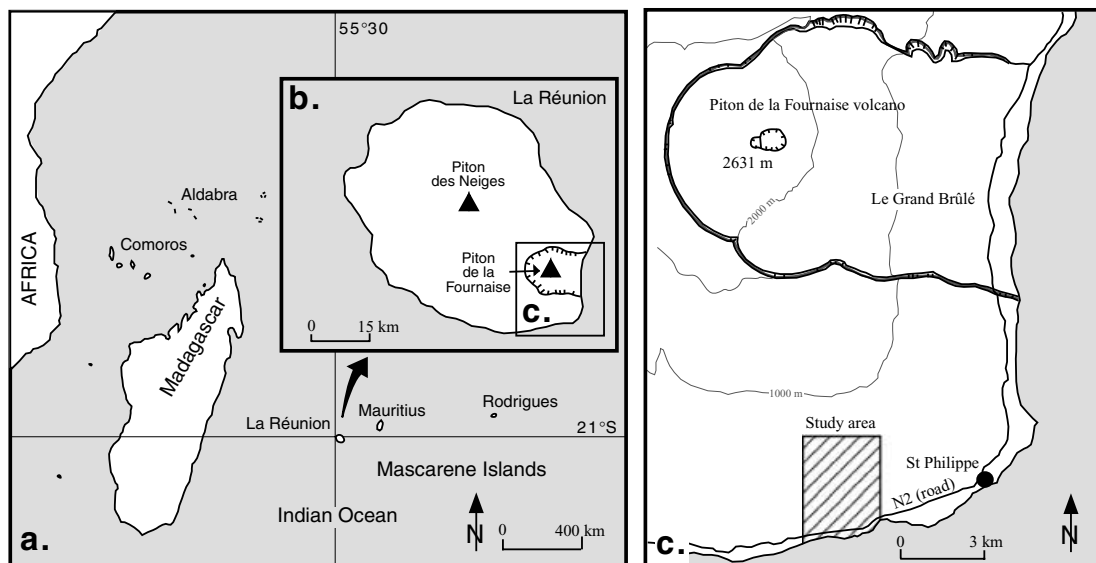 55°30
b.
La Réunion
Piton
des Neiges
Piton
de la
Fournaise
c.
0 15 km
Aldabra
Comoros
AFRICA
Madagascar
La Réunion
Mauritius
Rodrigues
21°S
Mascarene Islands
Indian Ocean
N
0 400 km
a.
Piton de la Fournaise volcano
2631 m
2000 m
Le Grand Brûlé
1000 m
Study area
St Philippe
N2 (road)
N
0 3 km
c.